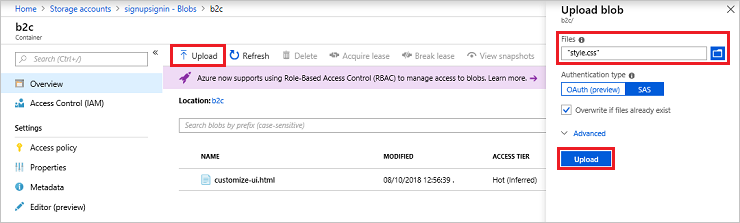 Home > Storage accounts > signupsignin - Blobs > b2c
b2c
Container
Search (Ctrl+/)
Overview
Access Control (IAM)
Settings
Access policy
Properties
Metadata
Editor (preview)
Upload
Refresh
Delete
Acquire lease
Break lease
View snapshots
Azure now supports using Role-Based Access Control (RBAC) to manage access to blobs. Learn more. →
Location: b2c
Search blobs by prefix (case-sensitive)
NAME MODIFIED ACCESS TIER
customize-ui.html 08/10/2018 12:56:39 . Hot (Inferred)
Upload blob
b2c/
Files
"style.css"
Authentication type
OAuth (preview) SAS
Overwrite if files already exist
Advanced
Upload